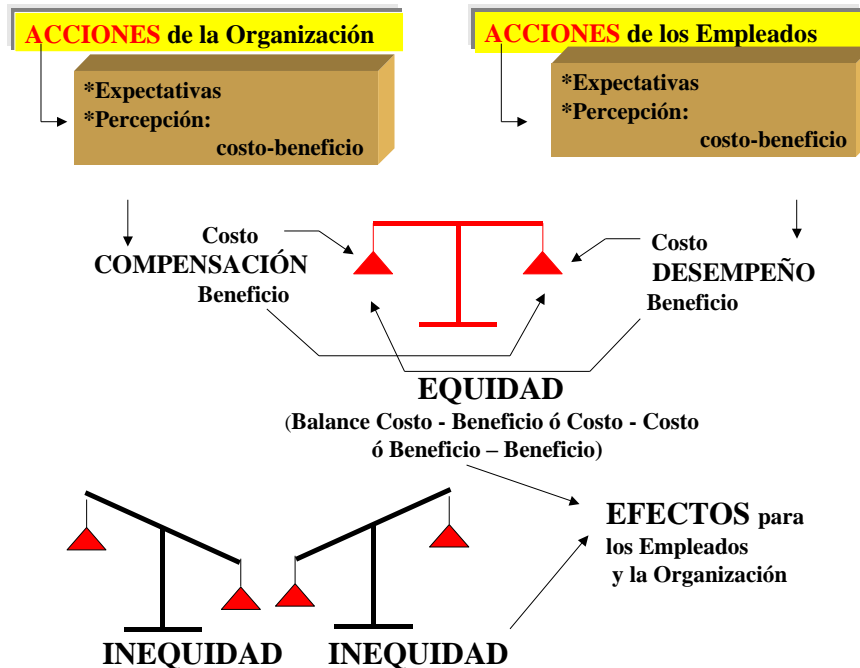 ACCIONES de la Organización
*Expectativas
*Percepción:
costo-beneficio
ACCIONES de los Empleados
*Expectativas
*Percepción:
costo-beneficio
Costo
COMPENSACIÓN
Beneficio
Costo
DESEMPEÑO
Beneficio
EQUIDAD
(Balance Costo - Beneficio ó Costo - Costo
ó Beneficio – Beneficio)
EFECTOS para
los Empleados
y la Organización
INEQUIDAD
INEQUIDAD